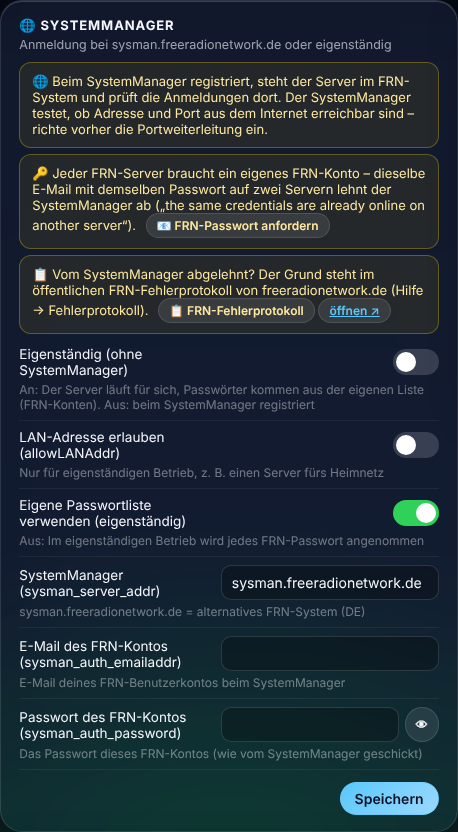 🌐 SYSTEMMANAGER
Anmeldung bei sysman.freeradionetwork.de oder eigenständig
🌐 Beim SystemManager registriert, steht der Server im FRN-
System und prüft die Anmeldungen dort. Der SystemManager
testet, ob Adresse und Port aus dem Internet erreichbar sind –
richte vorher die Portweiterleitung ein.
🔑 Jeder FRN-Server braucht ein eigenes FRN-Konto – dieselbe
E-Mail mit demselben Passwort auf zwei Servern lehnt der
SystemManager ab („the same credentials are already online on
another server“). 📧 FRN-Passwort anfordern
📋 Vom SystemManager abgelehnt? Der Grund steht im
öffentlichen FRN-Fehlerprotokoll von freeradionetwork.de (Hilfe
→ Fehlerprotokoll). 📋 FRN-Fehlerprotokoll öffnen ↗
Eigenständig (ohne
SystemManager)
An: Der Server läuft für sich, Passwörter kommen aus der eigenen Liste
(FRN-Konten). Aus: beim SystemManager registriert
LAN-Adresse erlauben
(allowLANAddr)
Nur für eigenständigen Betrieb, z. B. einen Server fürs Heimnetz
Eigene Passwortliste
verwenden (eigenständig)
Aus: Im eigenständigen Betrieb wird jedes FRN-Passwort angenommen
SystemManager
(sysman_server_addr)
sysman.freeradionetwork.de
sysman.freeradionetwork.de = alternatives FRN-System (DE)
E-Mail des FRN-Kontos
(sysman_auth_emailaddr)
E-Mail deines FRN-Benutzerkontos beim SystemManager
Passwort des FRN-Kontos
(sysman_auth_password)
Das Passwort dieses FRN-Kontos (wie vom SystemManager geschickt)
Speichern